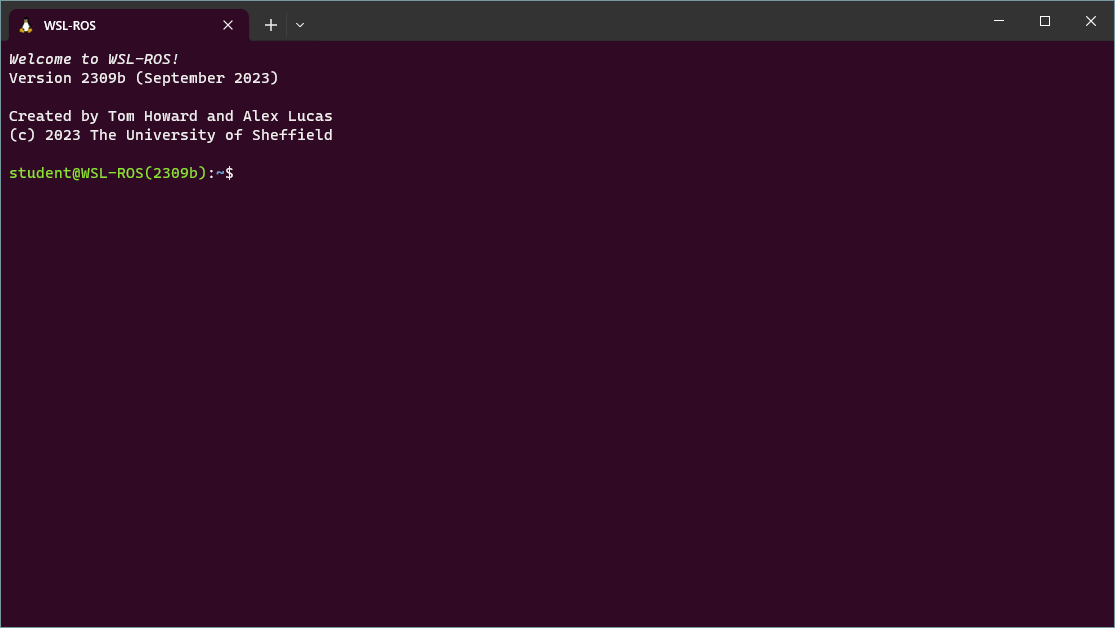 WSL-ROS
Welcome to WSL-ROS!
Version 2309b (September 2023)
Created by Tom Howard and Alex Lucas
(c) 2023 The University of Sheffield
student@WSL-ROS(2309b):~$